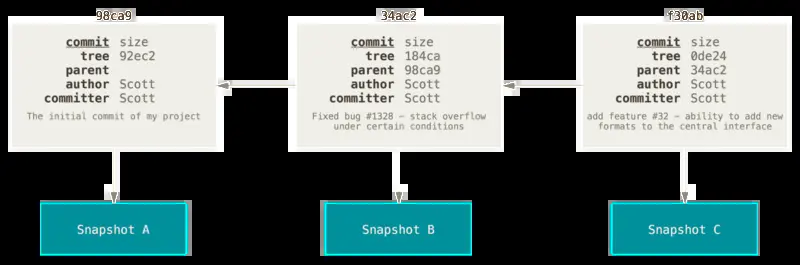 98ca9
commit size
tree 92ec2
parent
author Scott
committer Scott
The initial commit of my project
Snapshot A
34ac2
commit size
tree 184ca
parent 98ca9
author Scott
committer Scott
Fixed bug #1328 – stack overflow
under certain conditions
Snapshot B
f30ab
commit size
tree 0de24
parent 34ac2
author Scott
committer Scott
add feature #32 – ability to add new
formats to the central interface
Snapshot C